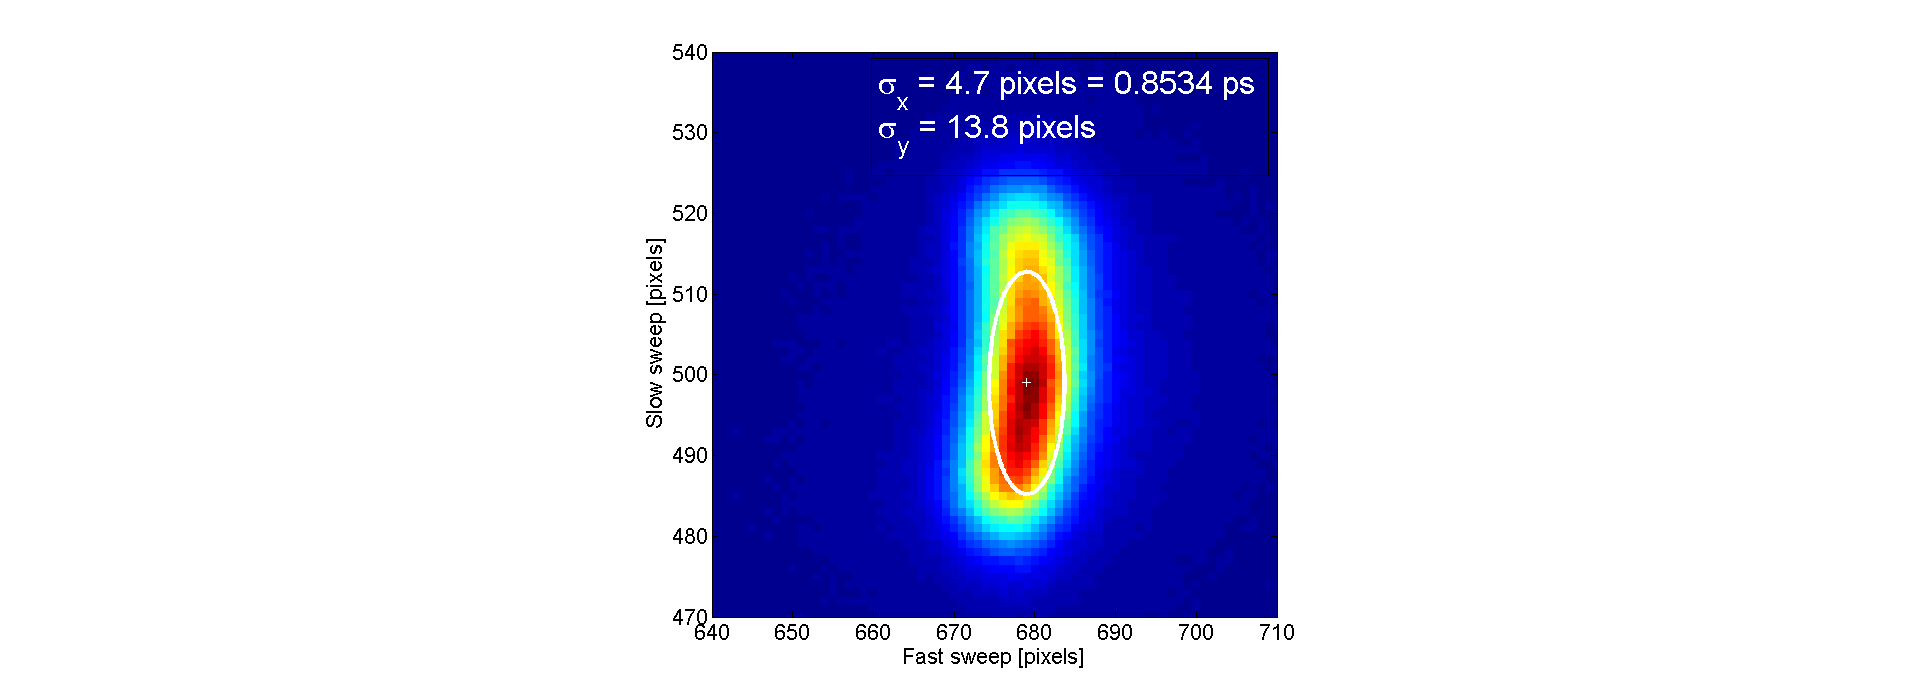 σx = 4.7 pixels = 0.8534 ps
σy = 13.8 pixels
540
530
520
510
500
490
480
470
Slow sweep [pixels]
640 650 660 670 680 690 700 710
Fast sweep [pixels]